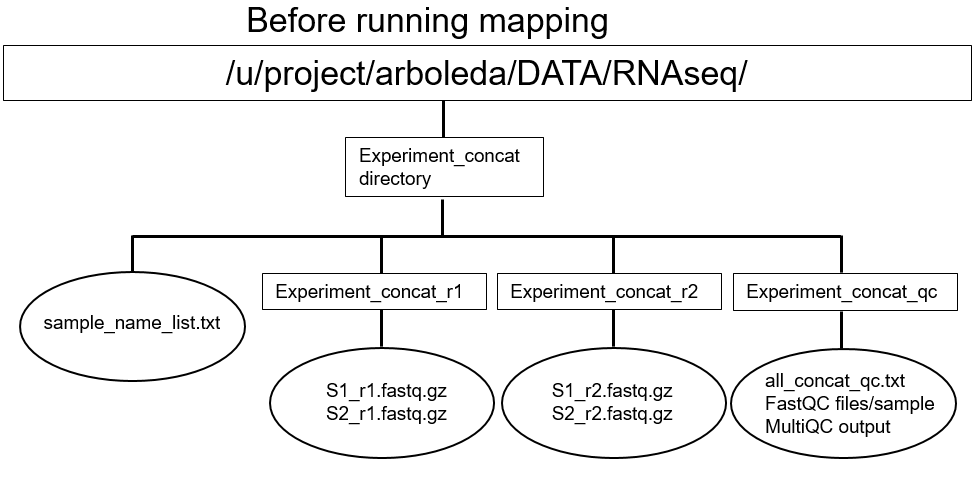 Before running mapping
/u/project/arboleda/DATA/RNAseq/
Experiment_concat
directory
sample_name_list.txt
Experiment_concat_r1
Experiment_concat_r2
Experiment_concat_qc
S1_r1.fastq.gz
S2_r1.fastq.gz
S1_r2.fastq.gz
S2_r2.fastq.gz
all_concat_qc.txt
FastQC files/sample
MultiQC output